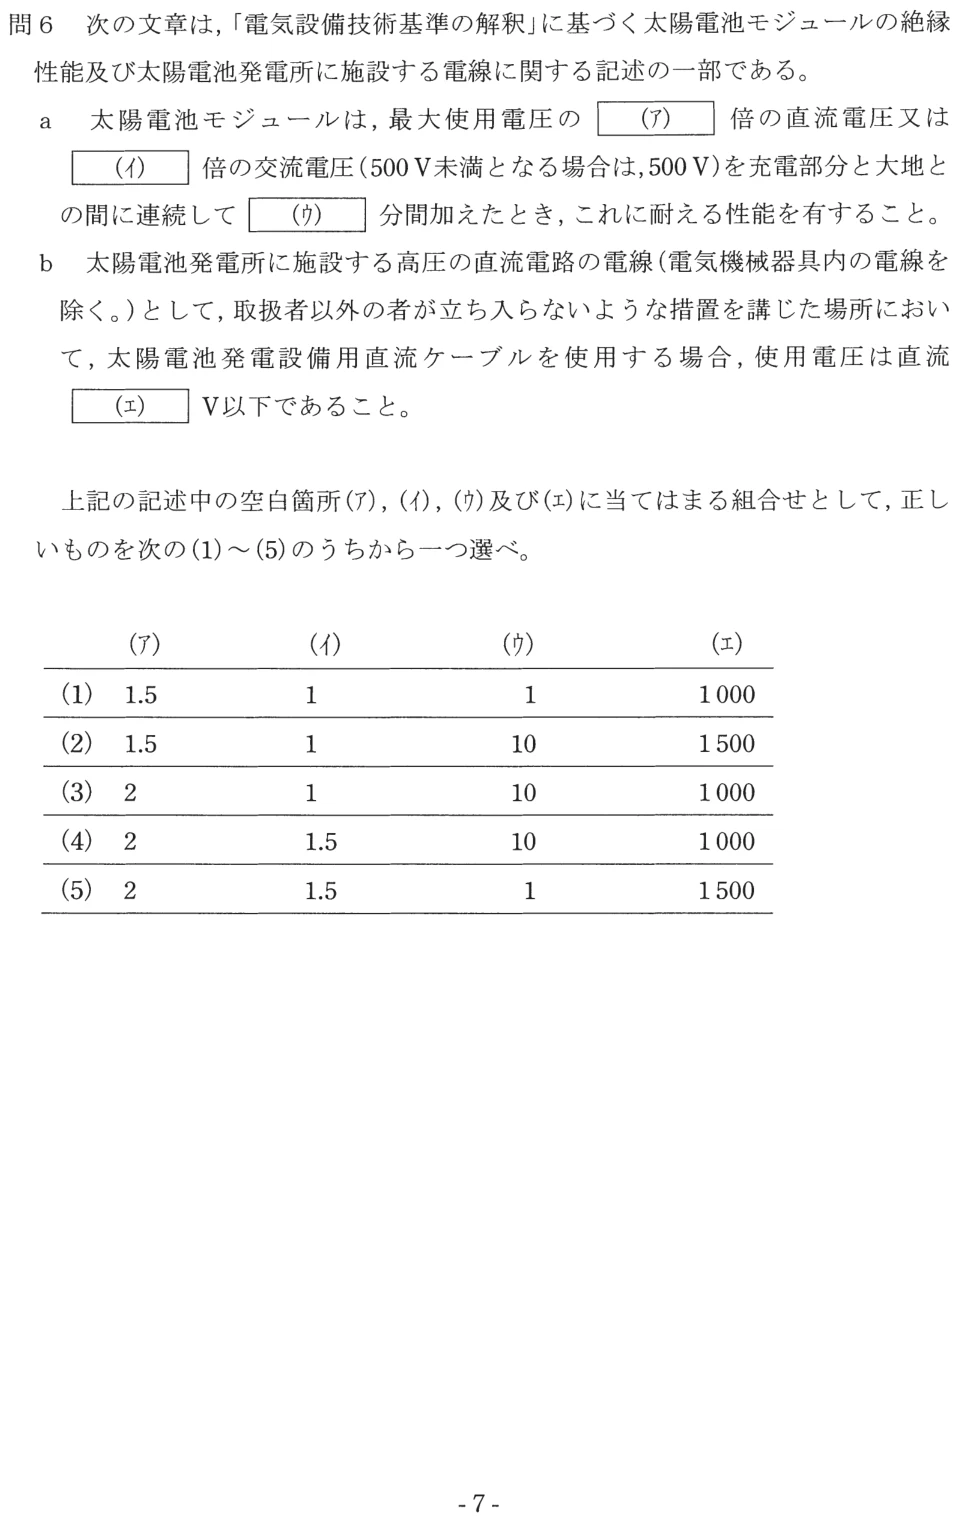 問6 次の文章は，「電気設備技術基準の解釈」に基づく太陽電池モジュールの絶縁
性能及び太陽電池発電所に施設する電線に関する記述の一部である。
a 太陽電池モジュールは，最大使用電圧の (ア) 倍の直流電圧又は
(イ) 倍の交流電圧(500V未満となる場合は，500V)を充電部分と大地と
の間に連続して (ウ) 分間加えたとき，これに耐える性能を有すること。
b 太陽電池発電所に施設する高圧の直流電路の電線(電気機械器具内の電線を
除く。)として，取扱者以外の者が立ち入らないような措置を講じた場所におい
て，太陽電池発電設備用直流ケーブルを使用する場合，使用電圧は直流
(エ) V以下であること。
上記の記述中の空白箇所(ア)，(イ)，(ウ)及び(エ)に当てはまる組合せとして，正し
いものを次の(1)～(5)のうちから一つ選べ。
(ア) (イ) (ウ) (エ)
(1) 1.5 1 1 1000
(2) 1.5 1 10 1500
(3) 2 1 10 1000
(4) 2 1.5 10 1000
(5) 2 1.5 1 1500
- 7 -